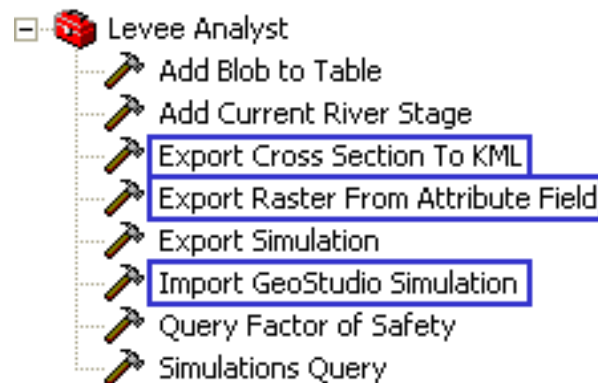 Levee Analyst
Add Blob to Table
Add Current River Stage
Export Cross Section To KML
Export Raster From Attribute Field
Export Simulation
Import GeoStudio Simulation
Query Factor of Safety
Simulations Query